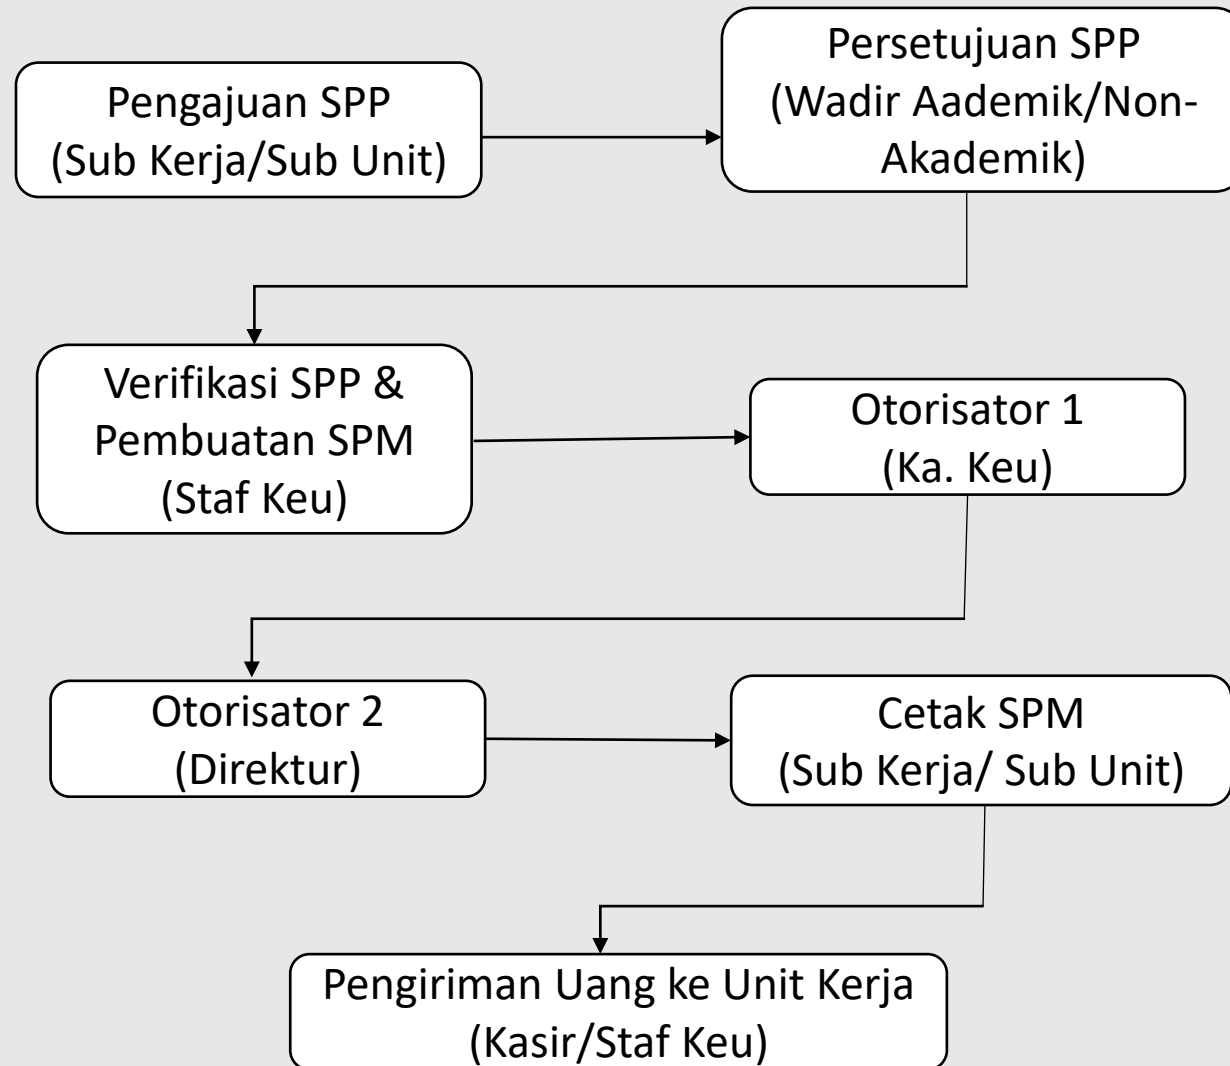 Pengajuan SPP
(Sub Kerja/Sub Unit)
Persetujuan SPP
(Wadir Aademik/Non-
Akademik)
Verifikasi SPP &
Pembuatan SPM
(Staf Keu)
Otorisator 1
(Ka. Keu)
Otorisator 2
(Direktur)
Cetak SPM
(Sub Kerja/ Sub Unit)
Pengiriman Uang ke Unit Kerja
(Kasir/Staf Keu)